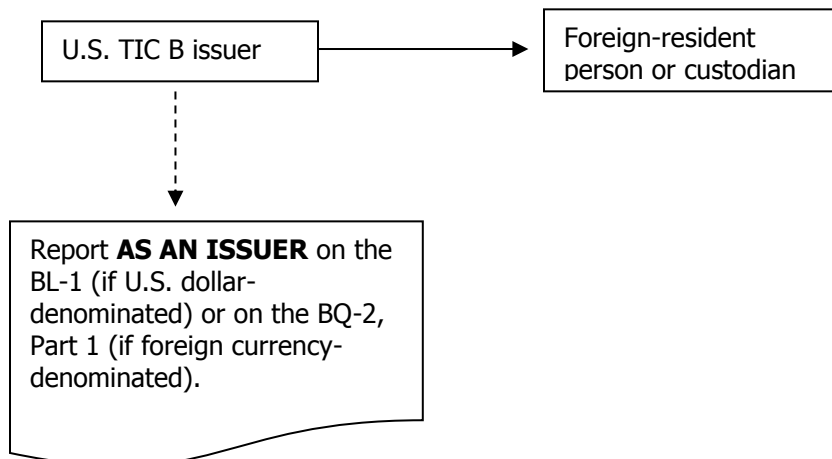 U.S. TIC B issuer
Foreign-resident
person or custodian
Report AS AN ISSUER on the
BL-1 (if U.S. dollar-
denominated) or on the BQ-2,
Part 1 (if foreign currency-
denominated).